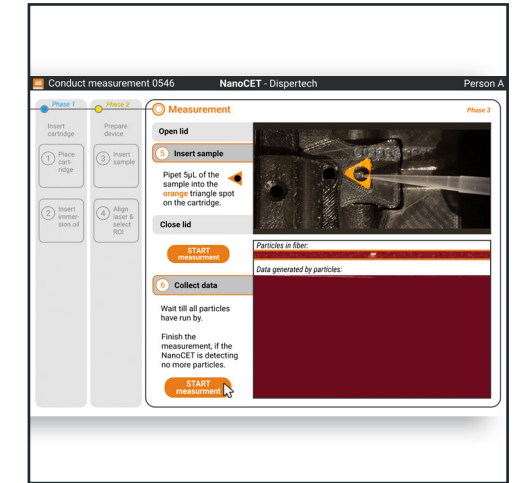 Conduct measurement 0546
NanoCET - Dispertech
Person A
Phase 1
Insert
cartridge
1 Place
cart-
ridge
2 Insert
immer-
sion oil
Phase 2
Prepare
device
3 Insert
sample
4 Align
laser &
select
ROI
Measurement
Phase 3
Open lid
5 Insert sample
Pipet 5µL of the
sample into the
orange triangle spot
on the cartridge.
Close lid
START
measurment
6 Collect data
Wait till all particles
have run by.
Finish the
measurement, if the
NanoCET is detecting
no more particles.
START
measurment
Particles in fiber:
Data generated by particles: